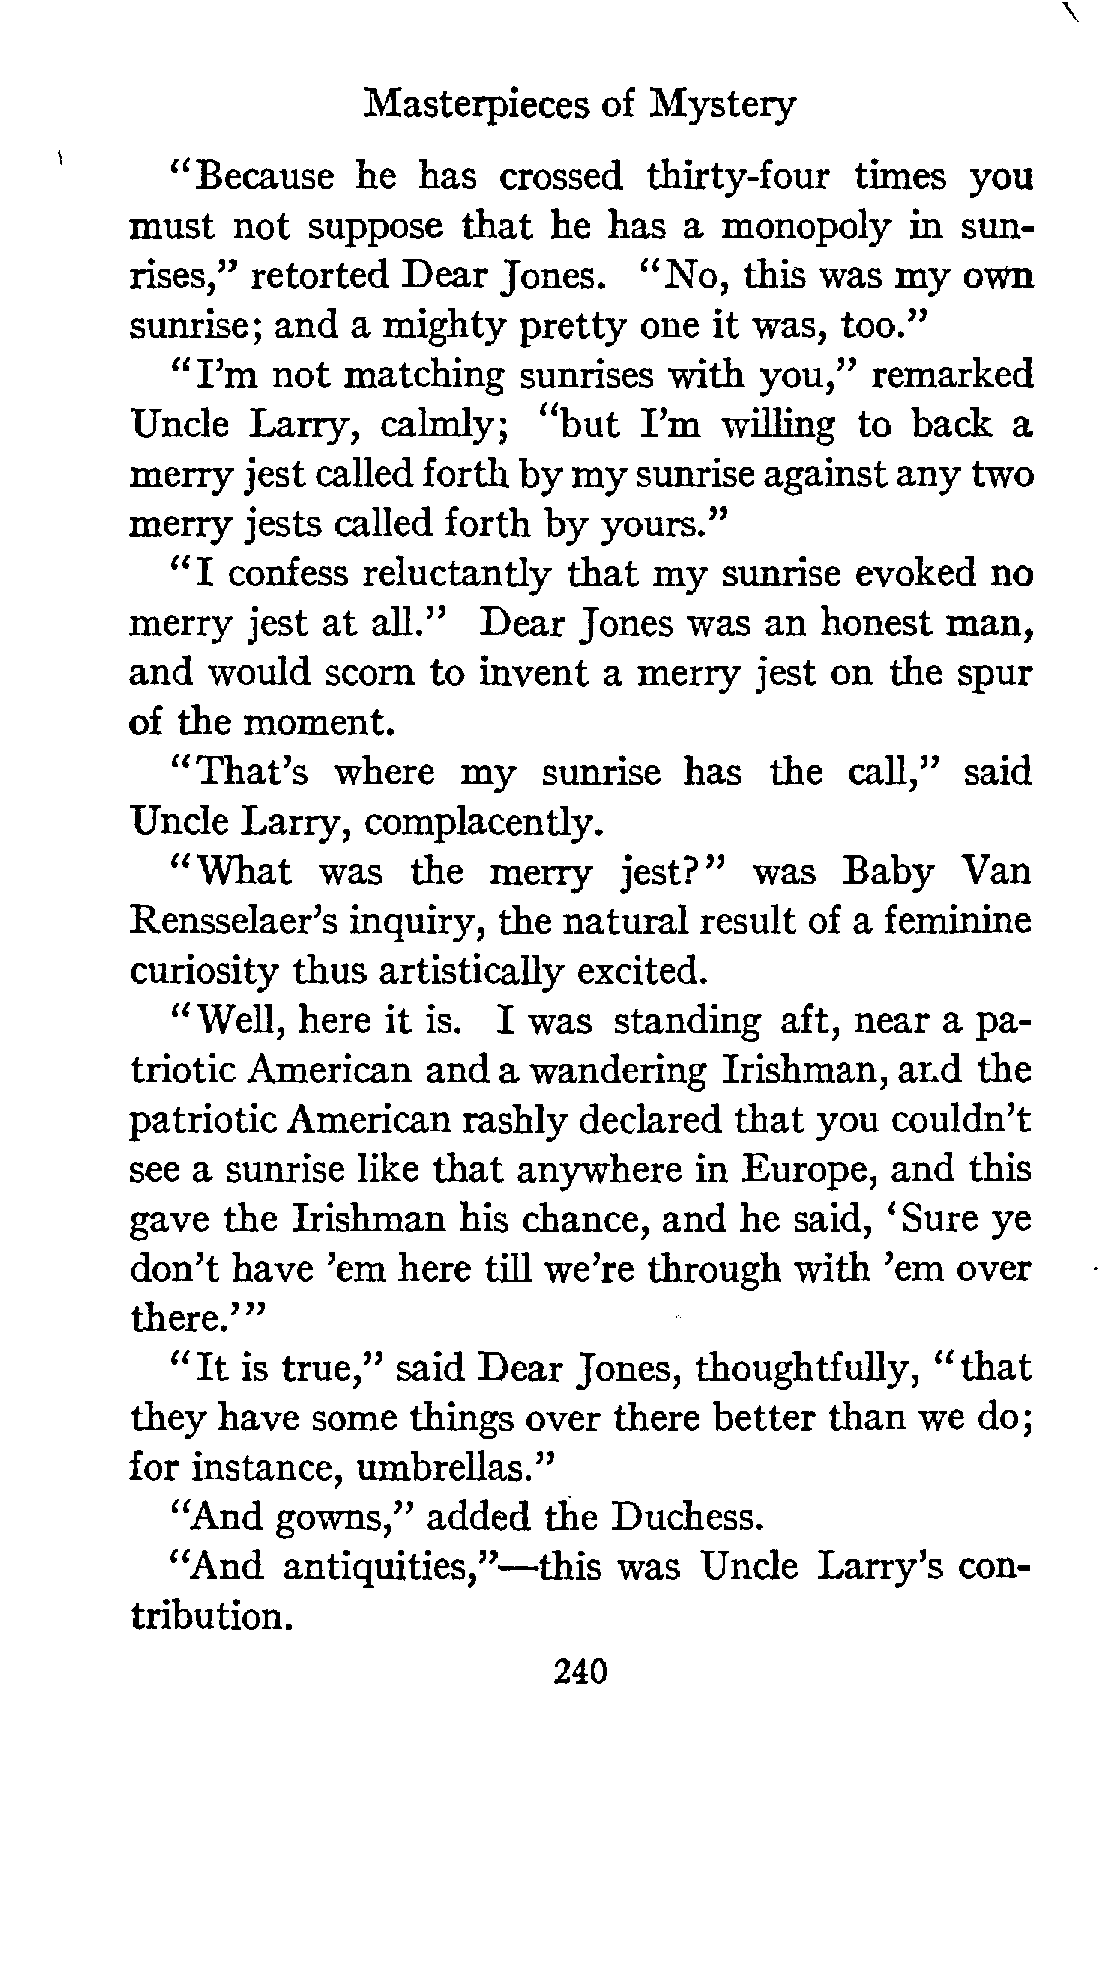 Masterpieces of Mystery
“Because he has crossed thirty-four times you
must not suppose that he has a monopoly in sun-
rises,” retorted Dear Jones. “No, this was my own
sunrise; and a mighty pretty one it was, too.”
“I’m not matching sunrises with you,” remarked
Uncle Larry, calmly; “but I’m willing to back a
merry jest called forth by my sunrise against any two
merry jests called forth by yours.”
“I confess reluctantly that my sunrise evoked no
merry jest at all.” Dear Jones was an honest man,
and would scorn to invent a merry jest on the spur
of the moment.
“That’s where my sunrise has the call,” said
Uncle Larry, complacently.
“What was the merry jest?” was Baby Van
Rensselaer’s inquiry, the natural result of a feminine
curiosity thus artistically excited.
“Well, here it is. I was standing aft, near a pa-
triotic American and a wandering Irishman, and the
patriotic American rashly declared that you couldn’t
see a sunrise like that anywhere in Europe, and this
gave the Irishman his chance, and he said, ‘Sure ye
don’t have ’em here till we’re through with ’em over
there.’”
“It is true,” said Dear Jones, thoughtfully, “that
they have some things over there better than we do;
for instance, umbrellas.”
“And gowns,” added the Duchess.
“And antiquities,”—this was Uncle Larry’s con-
tribution.
240